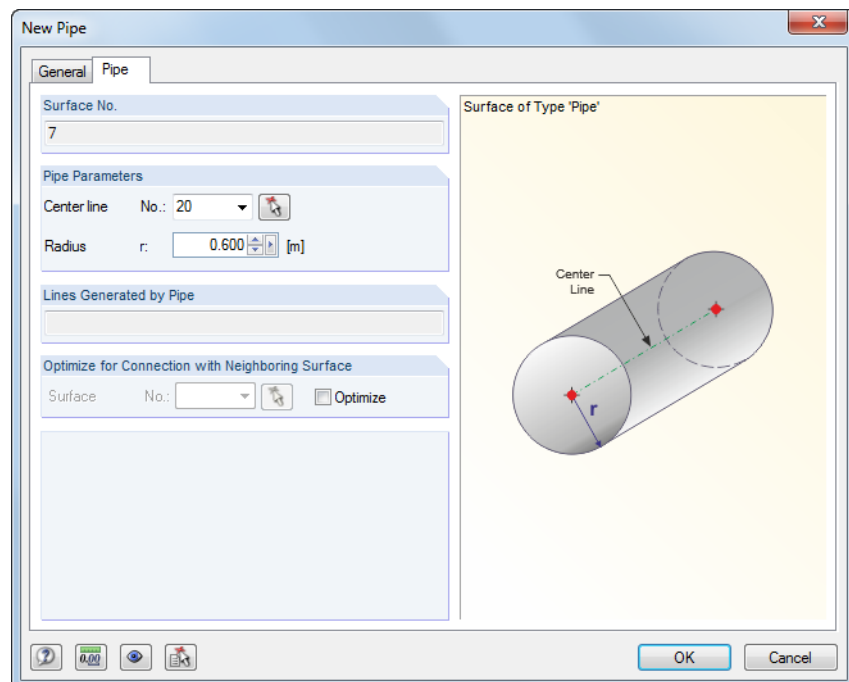 New Pipe
General Pipe
Surface No.
7
Pipe Parameters
Center line No.: 20
Radius r: 0.600 [m]
Lines Generated by Pipe
Optimize for Connection with Neighboring Surface
Surface No.: Optimize
Surface of Type 'Pipe'
Center
Line
r
0.00
OK Cancel